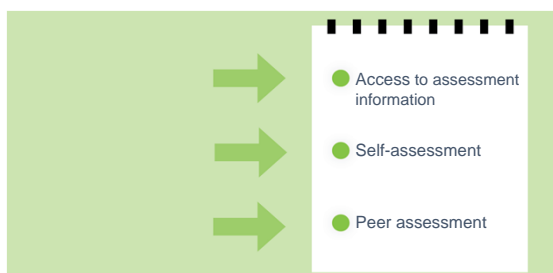 Access to assessment
information
Self-assessment
Peer assessment